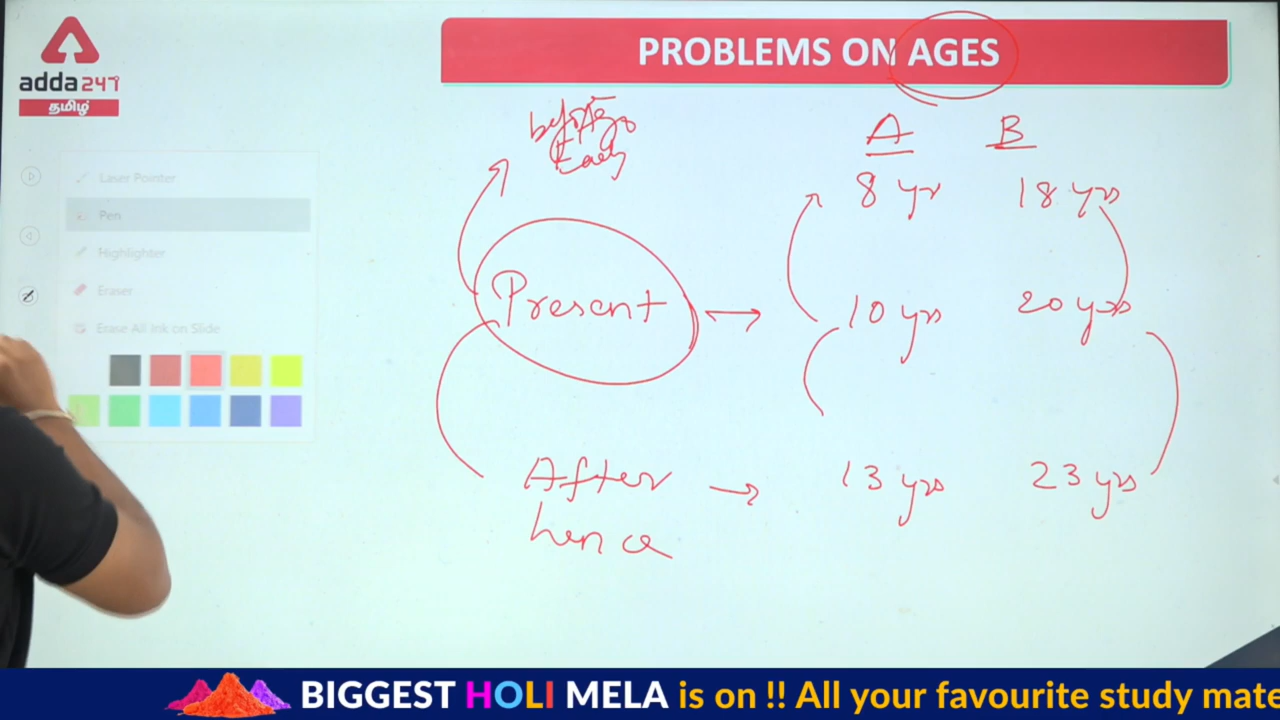 PROBLEMS ON AGES
adda247
தமிழ்
Ago
A B
8 yr 18 yrs
Laser Pointer
Pen
Highlighter
Eraser
Erase All Ink on Slide
Present 10 yrs 20 yrs
After 13 yrs 23 yrs
hence
BIGGEST HOLI MELA is on !! All your favourite study mate